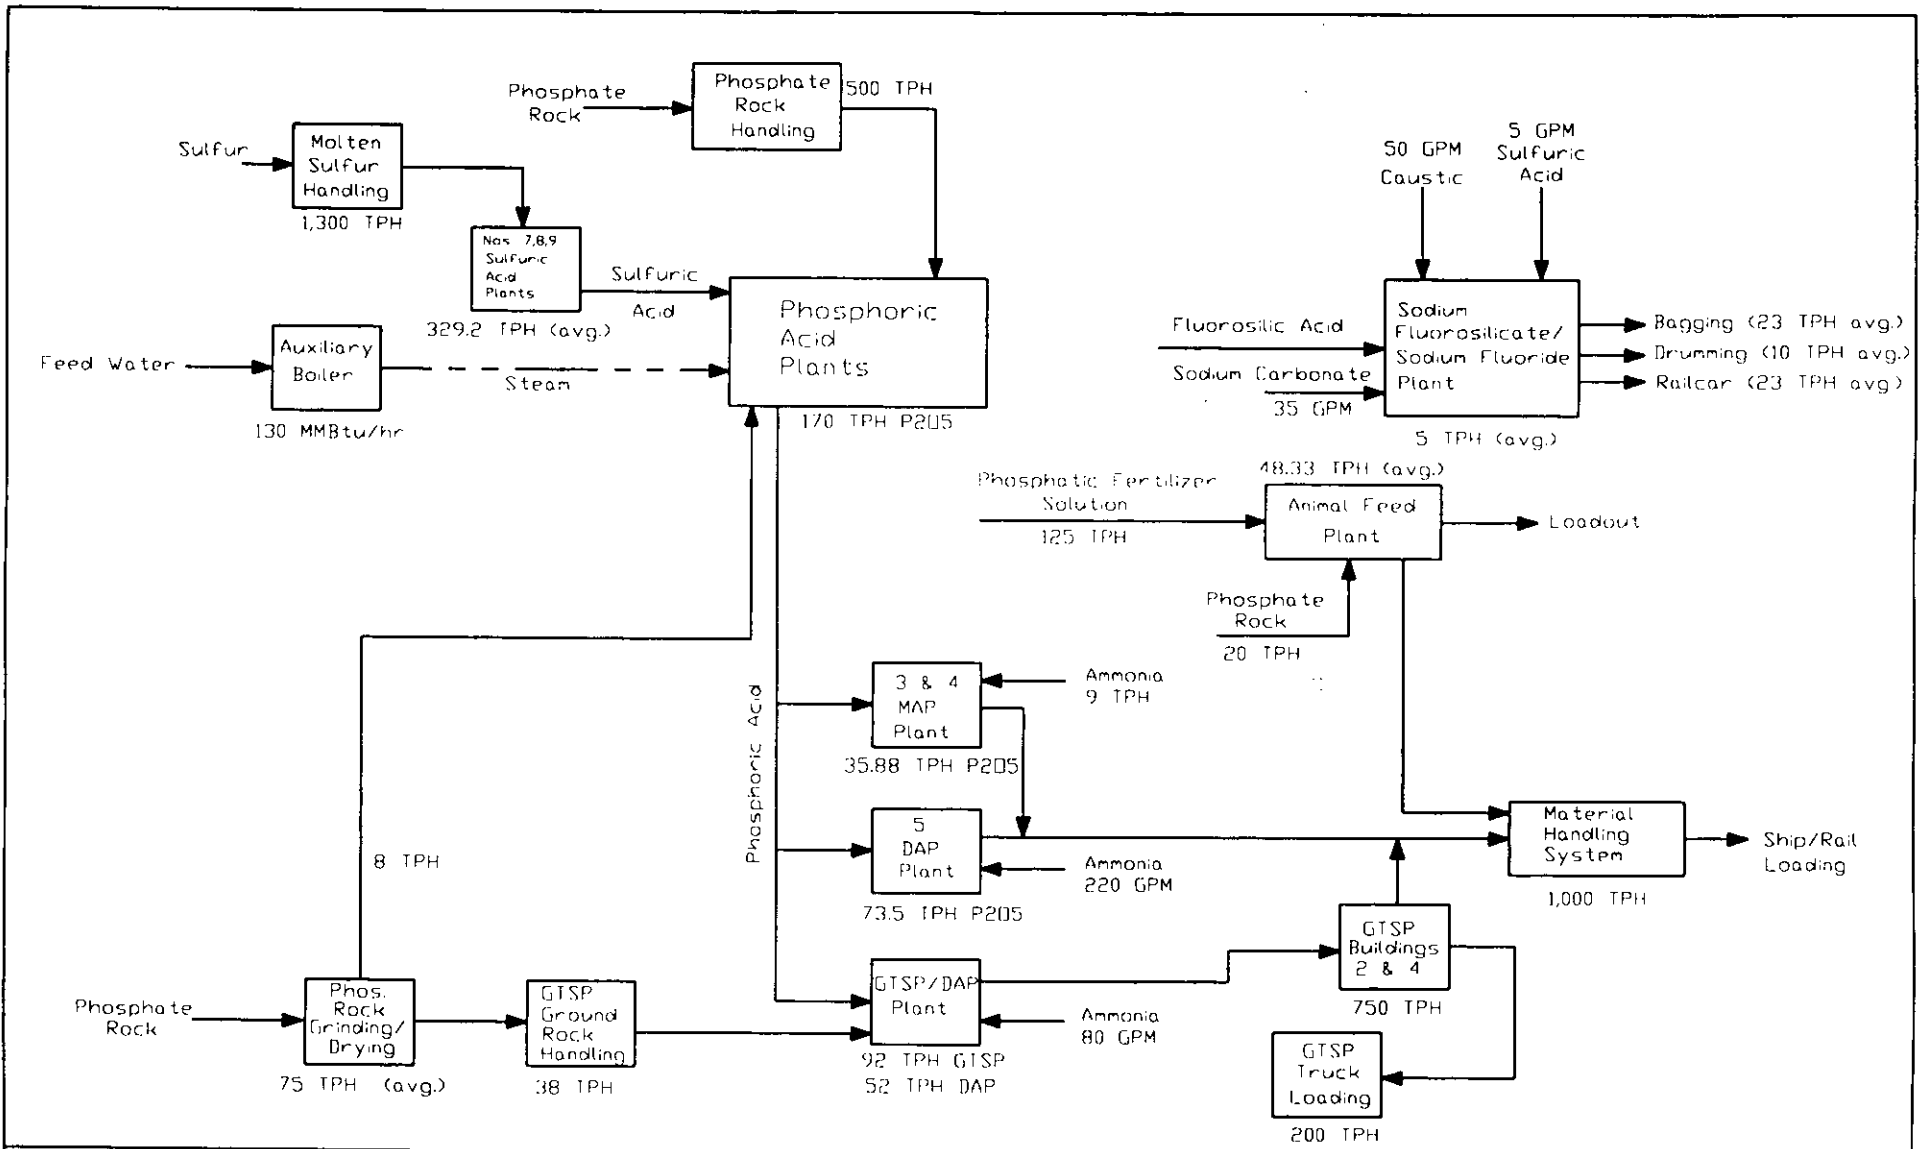 Phosphate
Rock
Phosphate
Rock
Handling
500 TPH
Sulfur
Molten
Sulfur
Handling
1,300 TPH
Nos 7,8,9
Sulfuric
Acid
Plants
329.2 TPH (avg.)
Sulfuric
Acid
Feed Water
Auxiliary
Boiler
130 MMBtu/hr
Steam
Phosphoric
Acid
Plants
170 TPH P2O5
50 GPM
Caustic
5 GPM
Sulfuric
Acid
Fluorosilic Acid
Sodium Carbonate
35 GPM
Sodium
Fluorosilicate/
Sodium Fluoride
Plant
5 TPH (avg.)
Bagging (23 TPH avg.)
Drumming (10 TPH avg.)
Railcar (23 TPH avg)
48.33 TPH (avg.)
Phosphatic Fertilizer
Solution
125 TPH
Animal Feed
Plant
Loadout
Phosphate
Rock
20 TPH
Phosphoric Acid
3 & 4
MAP
Plant
35.88 TPH P2O5
Ammonia
9 TPH
5
DAP
Plant
73.5 TPH P2O5
Ammonia
220 GPM
Material
Handling
System
1,000 TPH
Ship/Rail
Loading
8 TPH
Phosphate
Rock
Phos.
Rock
Grinding/
Drying
75 TPH (avg.)
GTSP
Ground
Rock
Handling
38 TPH
GTSP/DAP
Plant
92 TPH GTSP
52 TPH DAP
Ammonia
80 GPM
GTSP
Buildings
2 & 4
750 TPH
GTSP
Truck
Loading
200 TPH